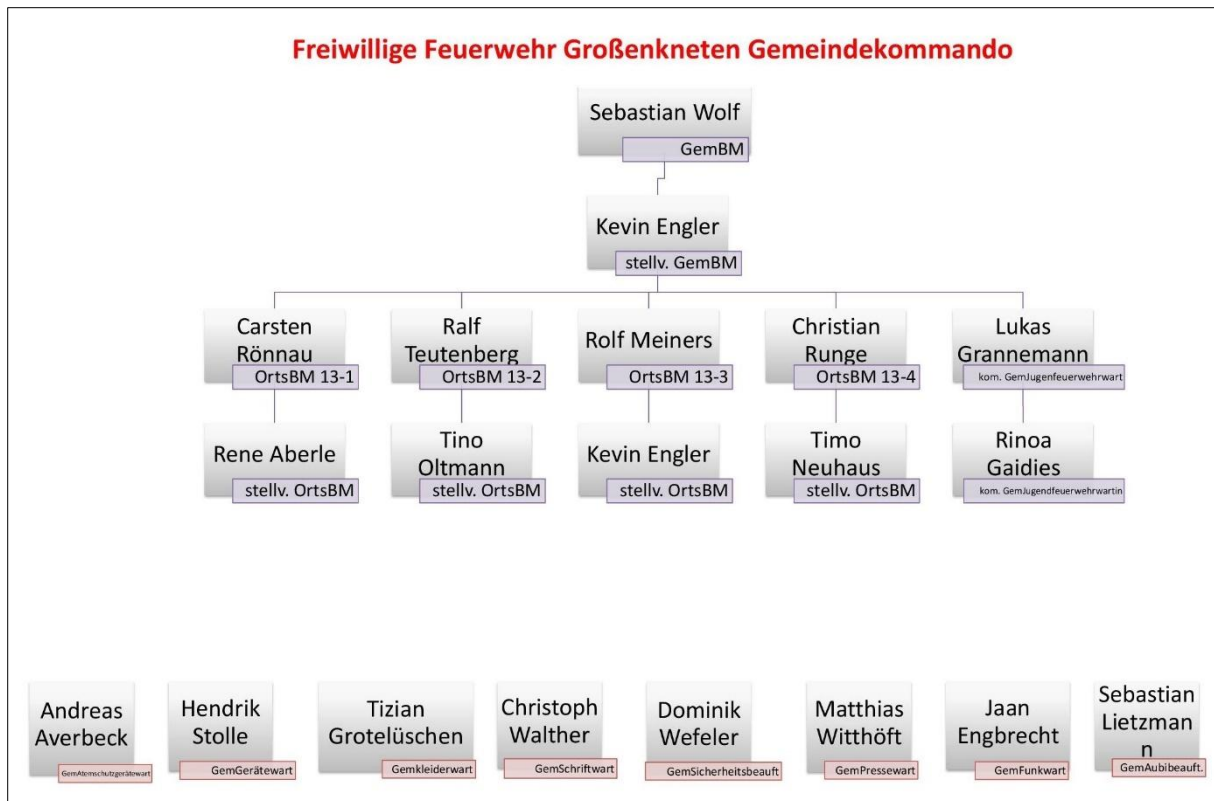 Freiwillige Feuerwehr Großenkneten Gemeindekommando
Sebastian Wolf
GemBM
Kevin Engler
stellv. GemBM
Carsten
Rönnau
OrtsBM 13-1
Ralf
Teutenberg
OrtsBM 13-2
Rolf Meiners
OrtsBM 13-3
Christian
Runge
OrtsBM 13-4
Lukas
Grannemann
kom. GemJugenfeuerwehrwart
Rene Aberle
stellv. OrtsBM
Tino
Oltmann
stellv. OrtsBM
Kevin Engler
stellv. OrtsBM
Timo
Neuhaus
stellv. OrtsBM
Rinoa
Gaidies
kom. GemJugendfeuerwehrwartin
Andreas
Averbeck
GemAtemschutzgerätewart
Hendrik
Stolle
GemGerätewart
Tizian
Grotelüschen
Gemkleiderwart
Christoph
Walther
GemSchriftwart
Dominik
Wefeler
GemSicherheitsbeauft
Matthias
Witthöft
GemPressewart
Jaan
Engbrecht
GemFunkwart
Sebastian
Lietzman
n
GemAubibeauft.